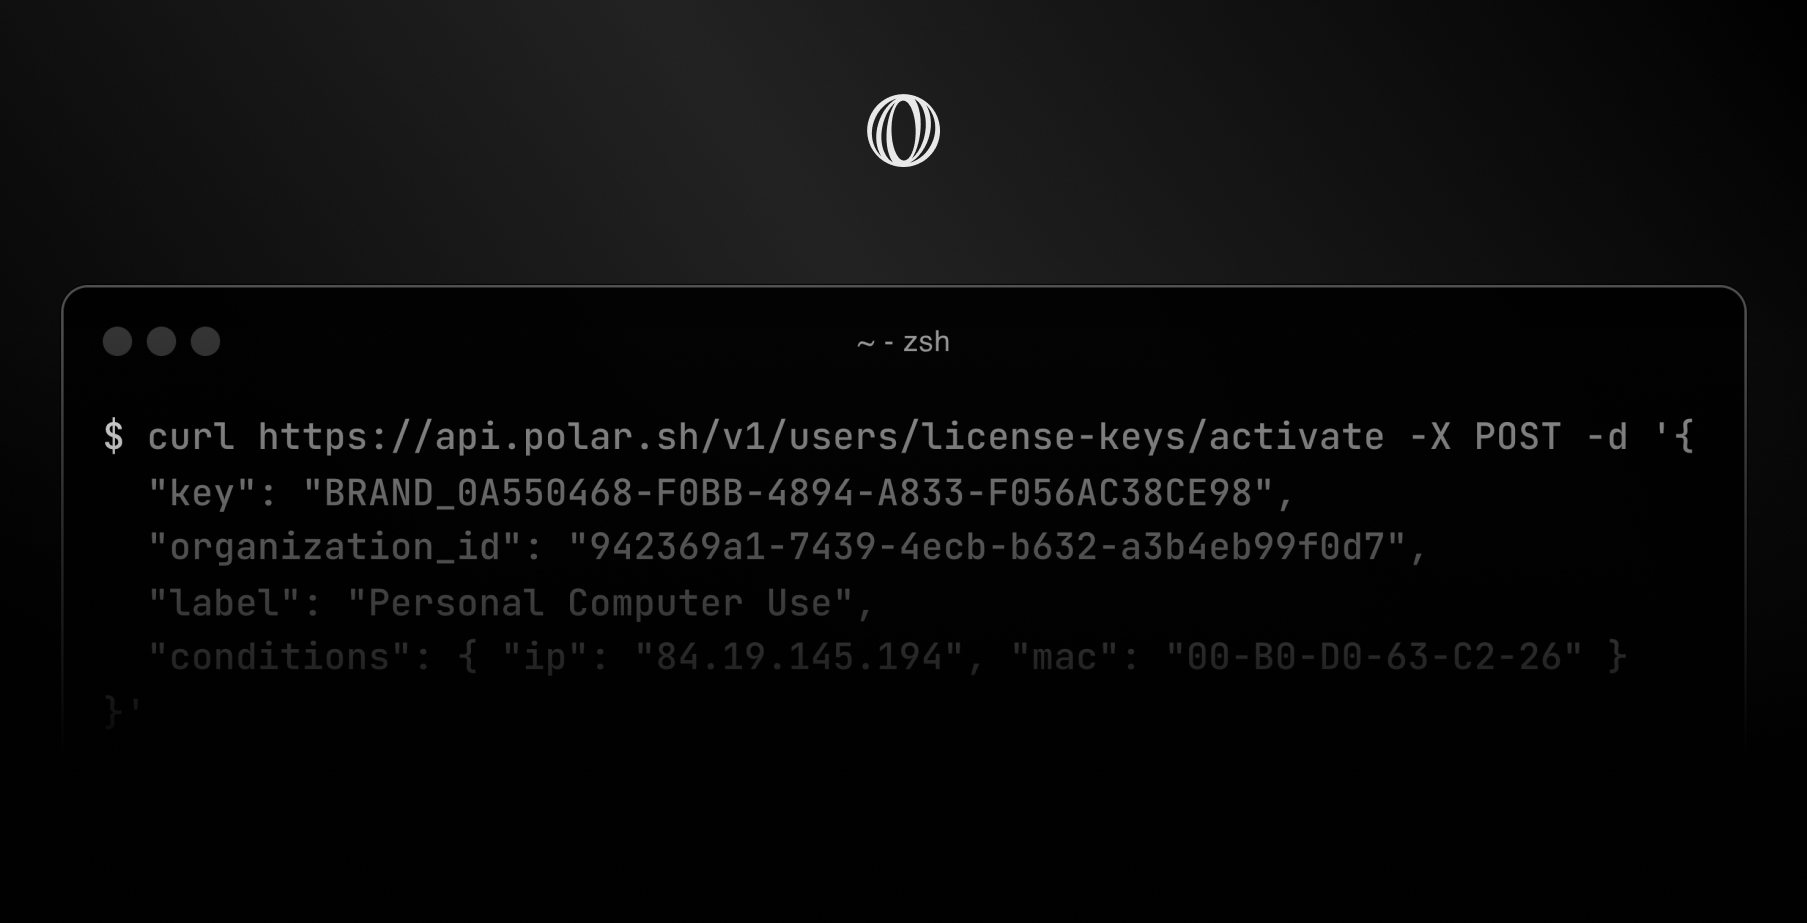 ~ - zsh
$ curl https://api.polar.sh/v1/users/license-keys/activate -X POST -d '{
"key": "BRAND_0A550468-F0BB-4894-A833-F056AC38CE98",
"organization_id": "942369a1-7439-4ecb-b632-a3b4eb99f0d7",
"label": "Personal Computer Use",
"conditions": { "ip": "84.19.145.194", "mac": "00-B0-D0-63-C2-26" }
}'